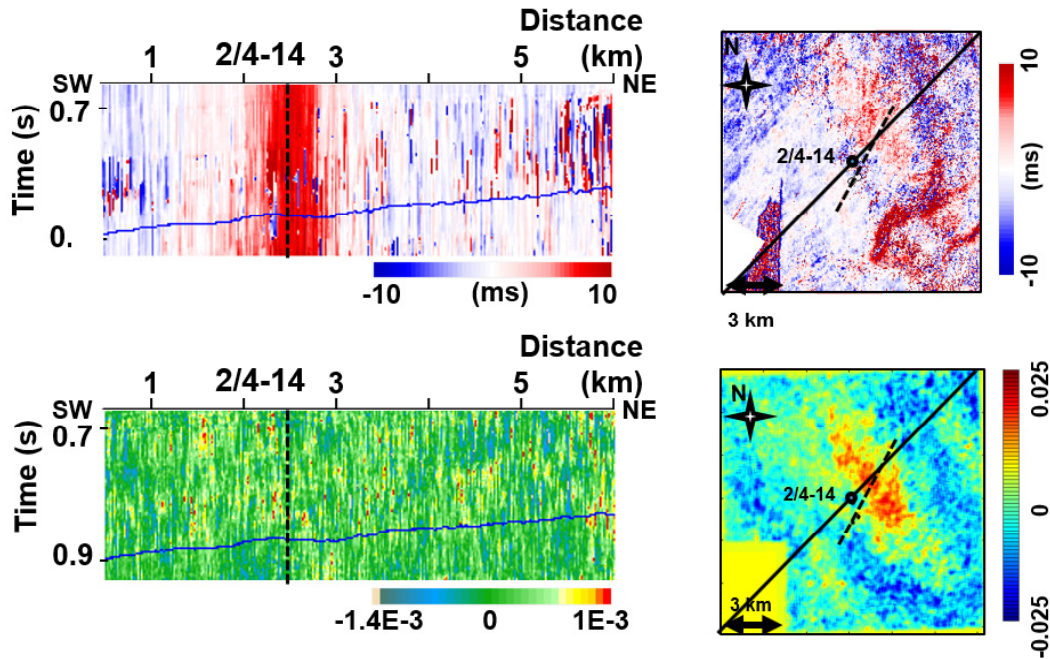 Distance
1 2/4-14 3 5 (km)
SW NE
0.7
0.
Time (s)
-10 (ms) 10
N
2/4-14
3 km
10
(ms)
-10
Distance
1 2/4-14 3 5 (km)
SW NE
0.7
0.9
Time (s)
-1.4E-3 0 1E-3
N
2/4-14
3 km
0.025
0
-0.025